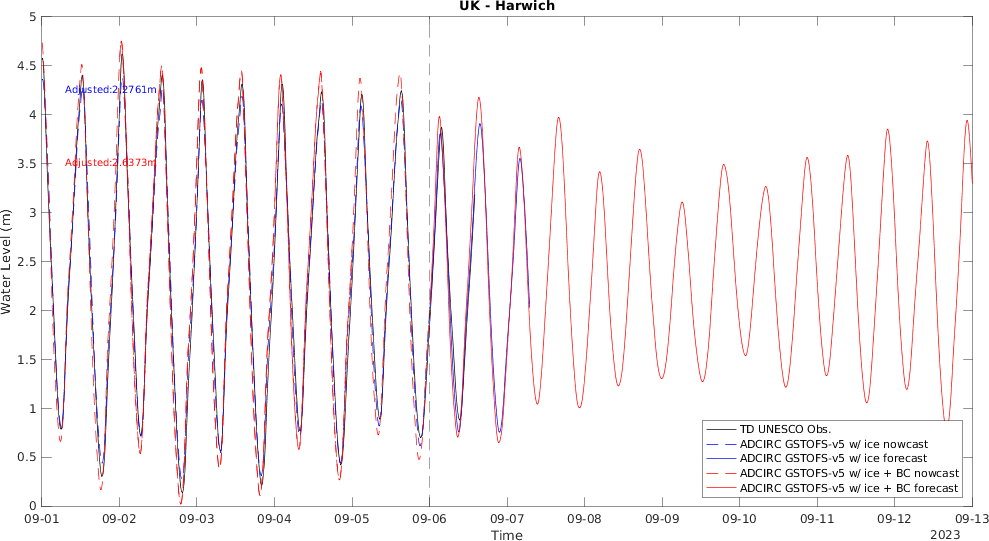 UK - Harwich
5
4.5
4
3.5
3
2.5
2
1.5
1
0.5
0
Water Level (m)
Adjusted:2.2761m
Adjusted:2.6373m
TD UNESCO Obs.
ADCIRC GSTOFS-v5 w/ ice nowcast
ADCIRC GSTOFS-v5 w/ ice forecast
ADCIRC GSTOFS-v5 w/ ice + BC nowcast
ADCIRC GSTOFS-v5 w/ ice + BC forecast
09-01 09-02 09-03 09-04 09-05 09-06 09-07 09-08 09-09 09-10 09-11 09-12 09-13
Time
2023